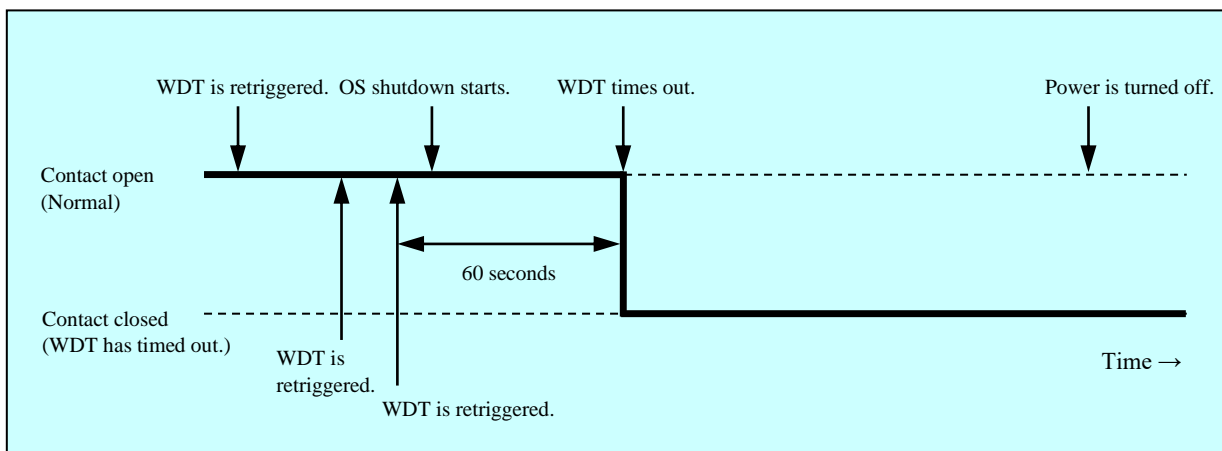 WDT is retriggered.
OS shutdown starts.
WDT times out.
Power is turned off.
Contact open
(Normal)
60 seconds
Contact closed
(WDT has timed out.)
WDT is
retriggered.
WDT is retriggered.
Time →